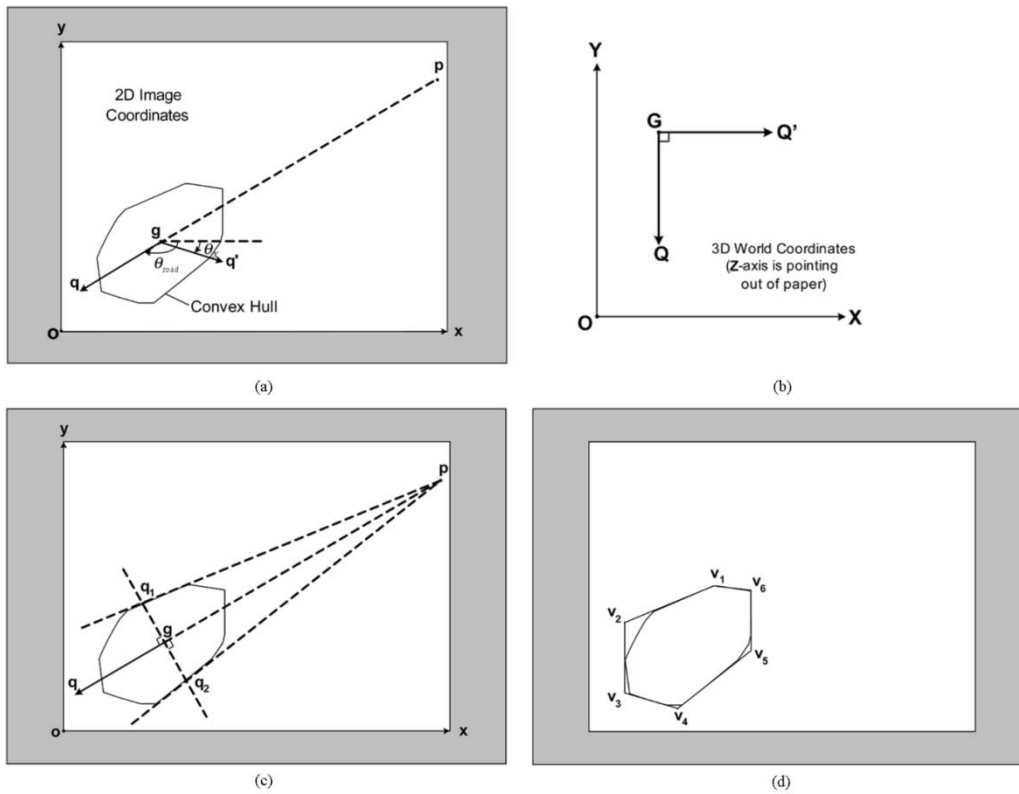 y
p
2D Image
Coordinates
g
θ
q'
θroad
q
Convex Hull
o
x
(a)
Y
G
Q'
Q
3D World Coordinates
(Z-axis is pointing
out of paper)
O
X
(b)
y
p
q1
g
q
q2
o
x
(c)
v1
v6
v2
v5
v3
v4
(d)